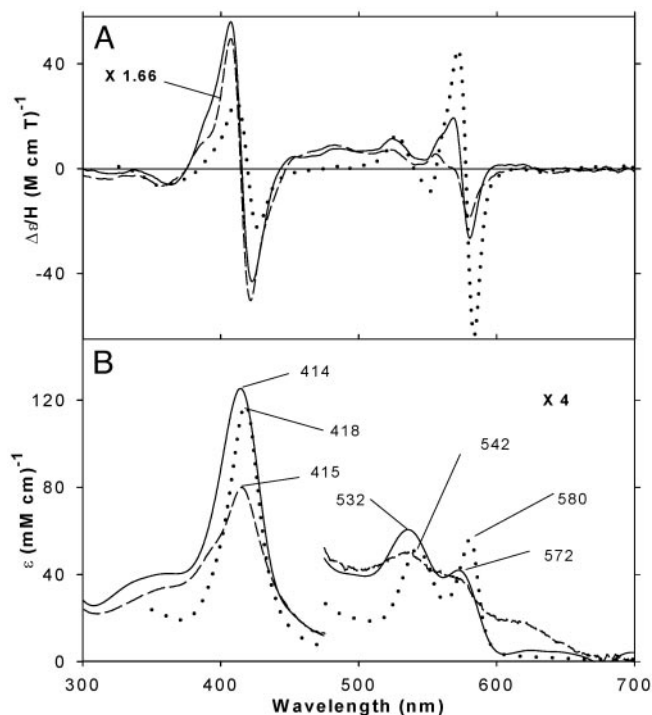 A
X 1.66
40
0
-40
Δε/H (M cm T)⁻¹
B
414
X 4
418
542
415
532
580
572
120
80
40
0
ε (mM cm)⁻¹
300 400 500 600 700
Wavelength (nm)